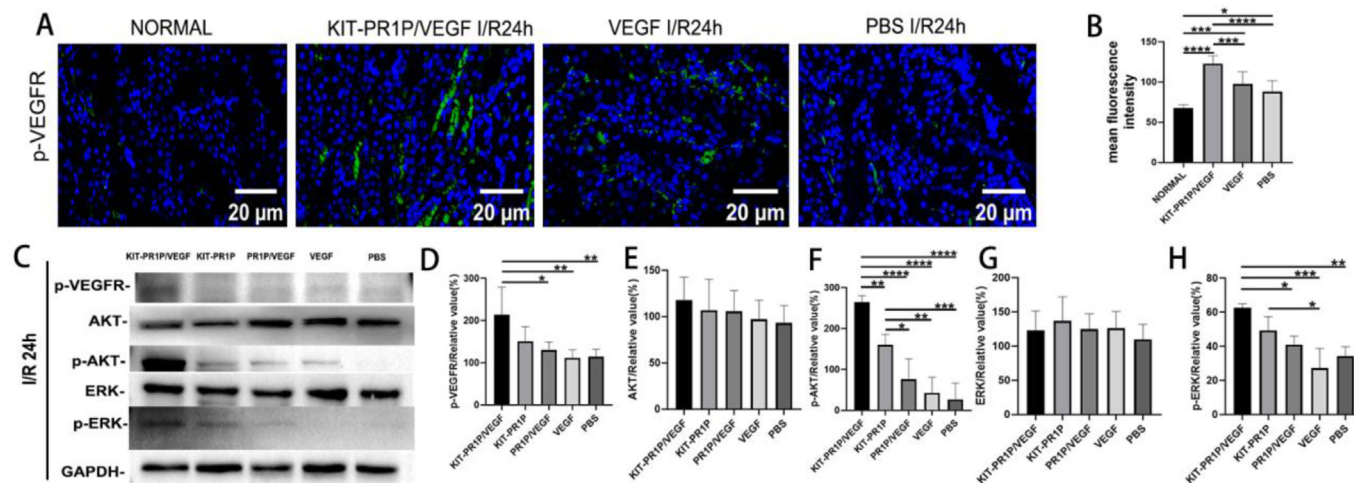 A
NORMAL
KIT-PR1P/VEGF I/R24h
VEGF I/R24h
PBS I/R24h
p-VEGFR
20 µm
20 µm
20 µm
20 µm
B
mean fluorescence
intensity
150
100
50
0
*
****
***
***
****
NORMAL
KIT-PR1P/VEGF
VEGF
PBS
C
KIT-PR1P/VEGF
KIT-PR1P
PR1P/VEGF
VEGF
PBS
I/R 24h
p-VEGFR-
AKT-
p-AKT-
ERK-
p-ERK-
GAPDH-
D
p-VEGFR/Relative value(%)
300
200
100
0
**
**
*
KIT-PR1P/VEGF
KIT-PR1P
PR1P/VEGF
VEGF
PBS
E
AKT/Relative value(%)
150
100
50
0
KIT-PR1P/VEGF
KIT-PR1P
PR1P/VEGF
VEGF
PBS
F
p-AKT/Relative value(%)
300
200
100
0
****
****
****
**
***
**
*
KIT-PR1P/VEGF
KIT-PR1P
PR1P/VEGF
VEGF
PBS
G
ERK/Relative value(%)
200
150
100
50
0
KIT-PR1P/VEGF
KIT-PR1P
PR1P/VEGF
VEGF
PBS
H
p-ERK/Relative value(%)
80
60
40
20
0
**
***
*
*
KIT-PR1P/VEGF
KIT-PR1P
PR1P/VEGF
VEGF
PBS